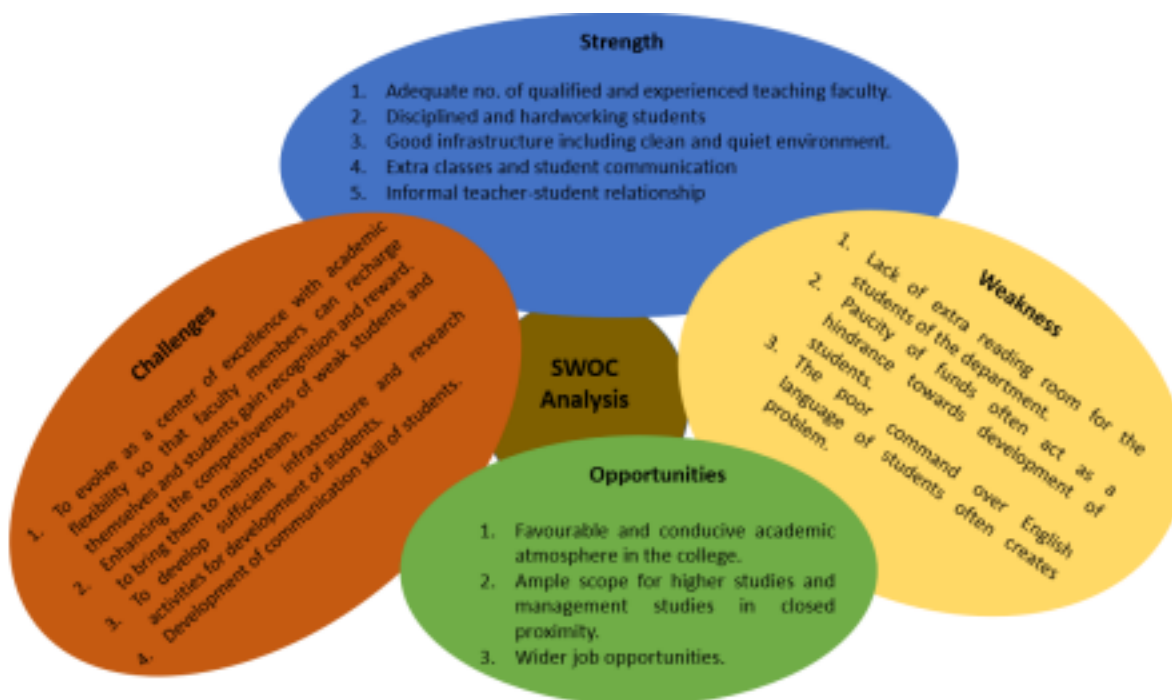 Strength
1. Adequate no. of qualified and experienced teaching faculty.
2. Disciplined and hardworking students
3. Good infrastructure including clean and quiet environment.
4. Extra classes and student communication
5. Informal teacher-student relationship
Challenges
1. To evolve as a center of excellence with academic
flexibility so that faculty members can recharge
themselves and students gain recognition and reward.
2. Enhancing the competitiveness of weak students and
to bring them to mainstream.
3. To develop sufficient infrastructure and research
activities for development of students.
4. Development of communication skill of students.
SWOC
Analysis
Weakness
1. Lack of extra reading room for the
students of the department.
2. Paucity of funds often act as a
hindrance towards development of
students.
3. The poor command over English
language of students often creates
problem.
Opportunities
1. Favourable and conducive academic
atmosphere in the college.
2. Ample scope for higher studies and
management studies in closed
proximity.
3. Wider job opportunities.